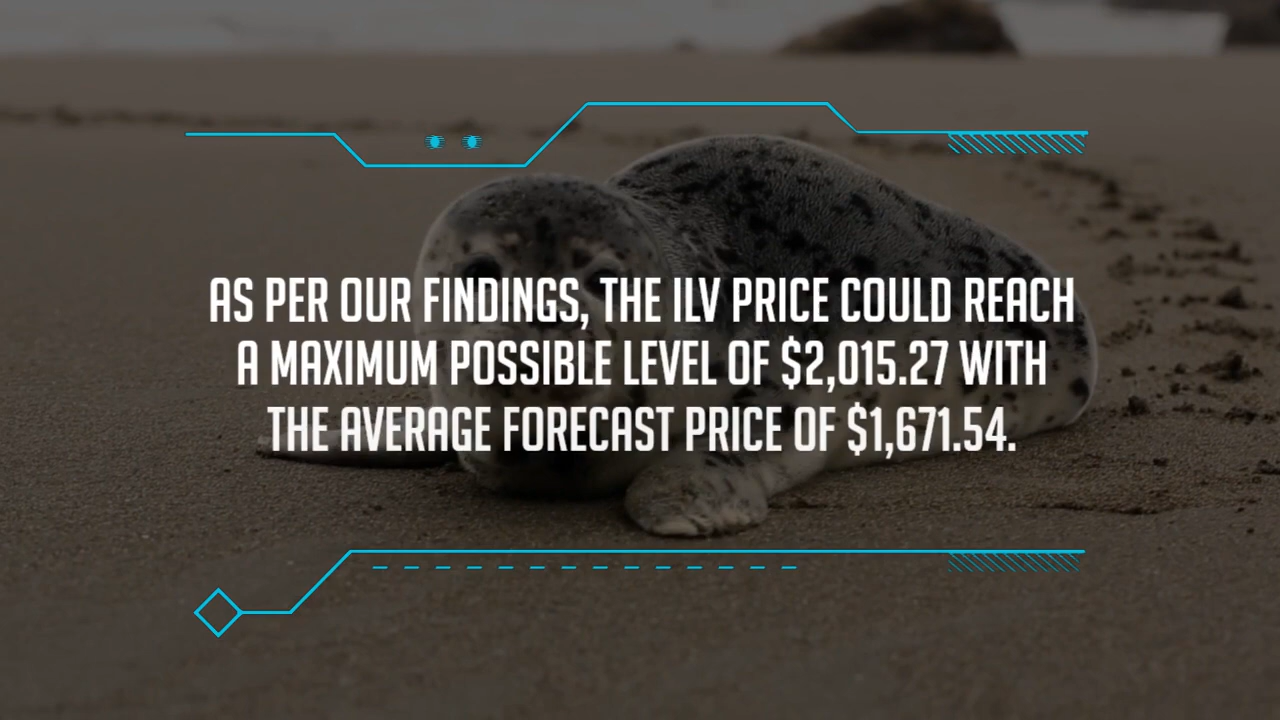 AS PER OUR FINDINGS, THE ILV PRICE COULD REACH
A MAXIMUM POSSIBLE LEVEL OF $2,015.27 WITH
THE AVERAGE FORECAST PRICE OF $1,671.54.